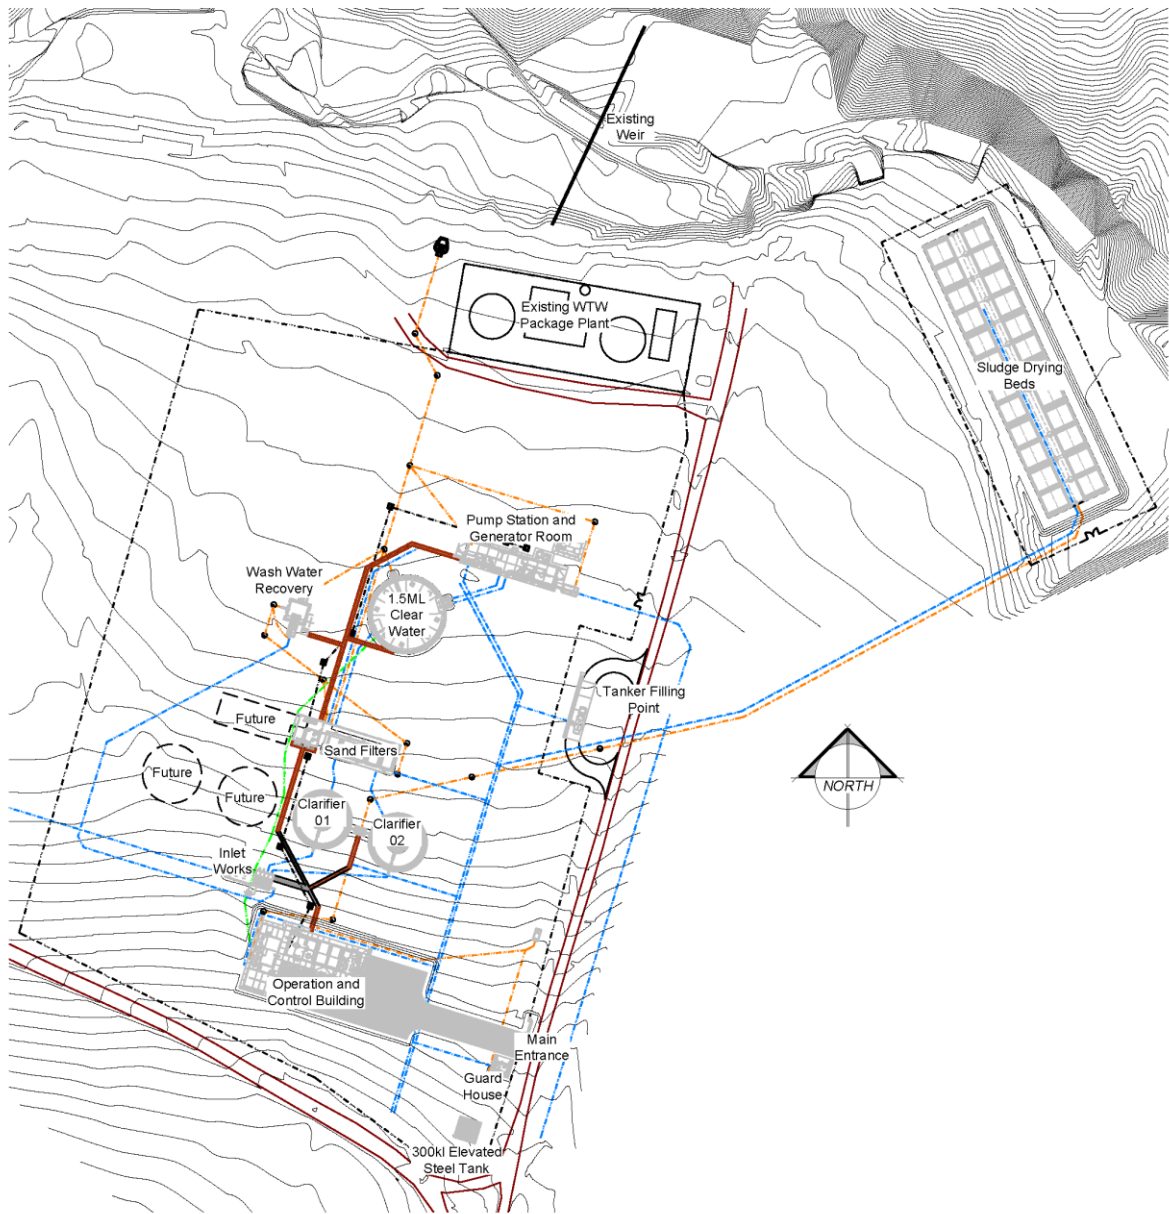 Existing
Weir
Existing WTW
Package Plant
Sludge Drying
Beds
Pump Station and
Generator Room
Wash Water
Recovery
1.5ML
Clear
Water
Tanker Filling
Point
Future
Sand Filters
Future
Future
Clarifier
01
Clarifier
02
NORTH
Inlet
Works
Operation and
Control Building
Main
Entrance
Guard
House
300kl Elevated
Steel Tank